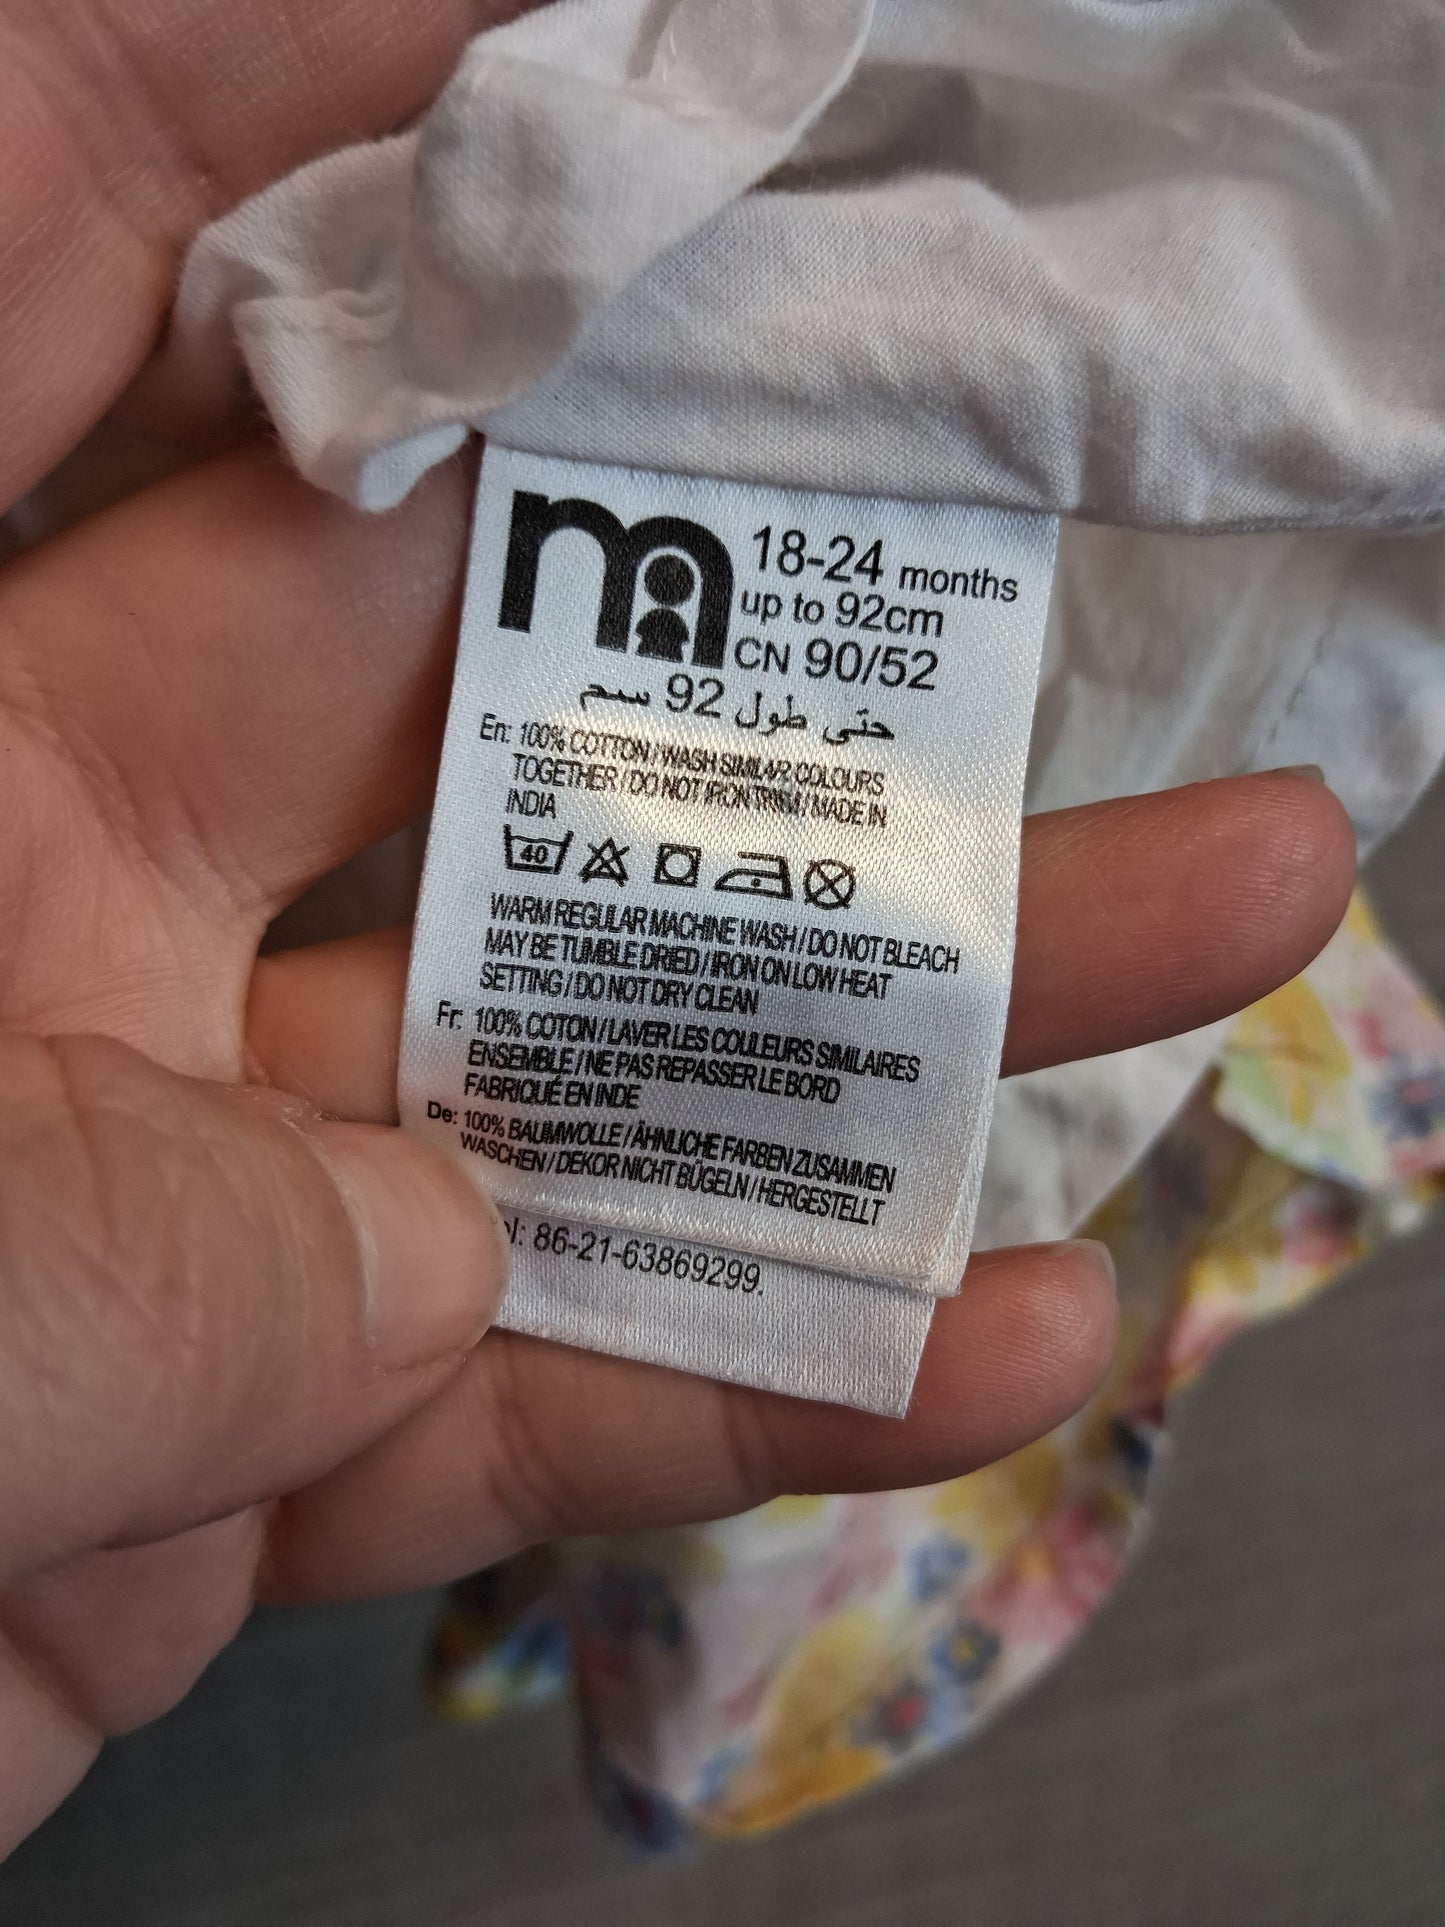 m
18-24 months
up to 92cm
CN 90/52
حتى طول 92 سم
En: 100% COTTON / WASH SIMILAR COLOURS
TOGETHER / DO NOT IRON TRIM / MADE IN
INDIA
40
WARM REGULAR MACHINE WASH / DO NOT BLEACH
MAY BE TUMBLE DRIED / IRON ON LOW HEAT
SETTING / DO NOT DRY CLEAN
Fr: 100% COTON / LAVER LES COULEURS SIMILAIRES
ENSEMBLE / NE PAS REPASSER LE BORD
FABRIQUÉ EN INDE
De: 100% BAUMWOLLE / ÄHNLICHE FARBEN ZUSAMMEN
WASCHEN / DEKOR NICHT BÜGELN / HERGESTELLT
el: 86-21-63869299.